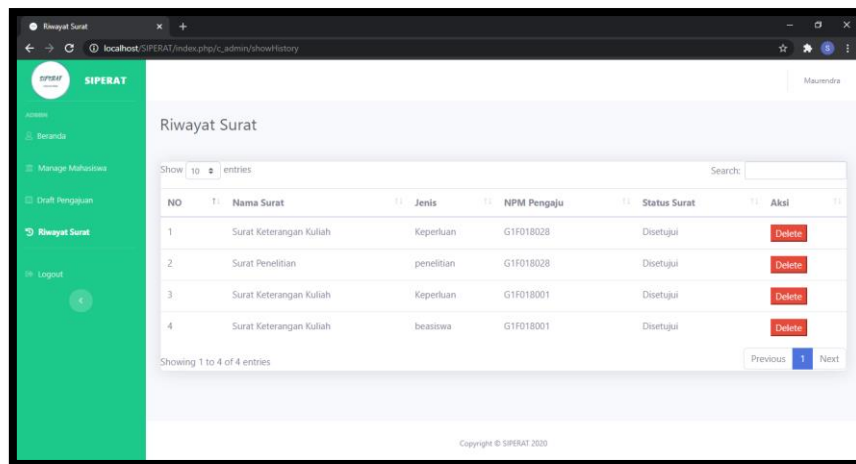 Riwayat Surat
localhost/SIPERAT/index.php/c_admin/showHistory
S
SIPERAT
SIPERAT
Maurendra
ADMIN
Beranda
Manage Mahasiswa
Draft Pengajuan
Riwayat Surat
Logout
Riwayat Surat
Show 10 entries
Search:
NO Nama Surat Jenis NPM Pengaju Status Surat Aksi
1 Surat Keterangan Kuliah Keperluan G1F018028 Disetujui Delete
2 Surat Penelitian penelitian G1F018028 Disetujui Delete
3 Surat Keterangan Kuliah Keperluan G1F018001 Disetujui Delete
4 Surat Keterangan Kuliah beasiswa G1F018001 Disetujui Delete
Showing 1 to 4 of 4 entries
Previous 1 Next
Copyright © SIPERAT 2020